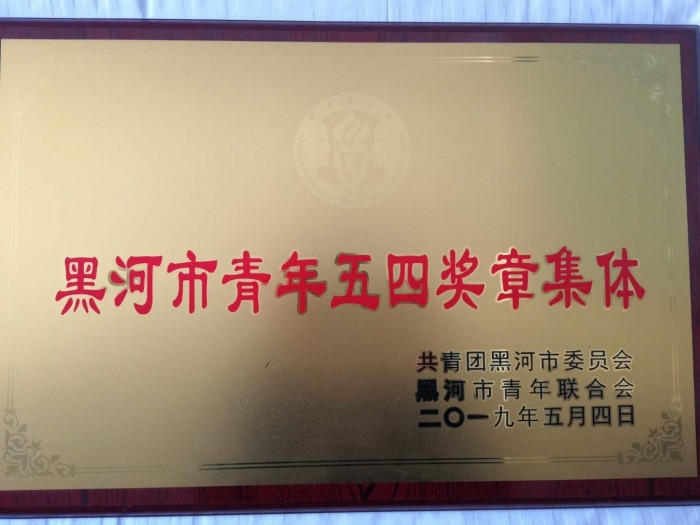 黑河市青年五四奖章集体
共青团黑河市委员会
黑河市青年联合会
二〇一九年五月四日